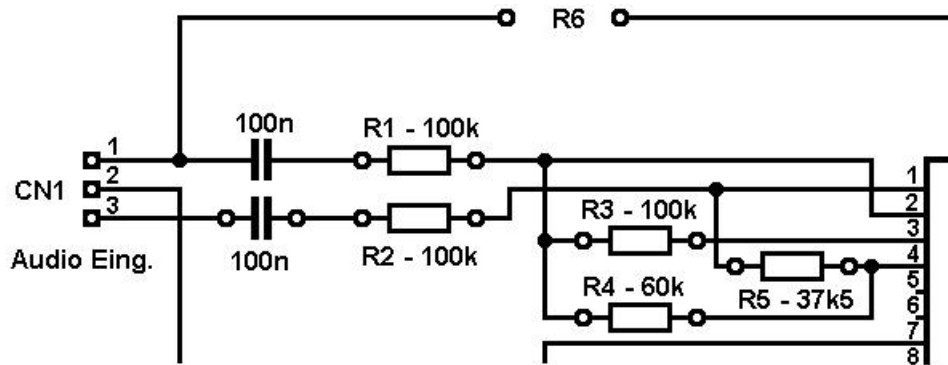 R6
100n
R1 - 100k
1
CN1
2
3
100n
R2 - 100k
Audio Eing.
R3 - 100k
R4 - 60k
R5 - 37k5
1
2
3
4
5
6
7
8